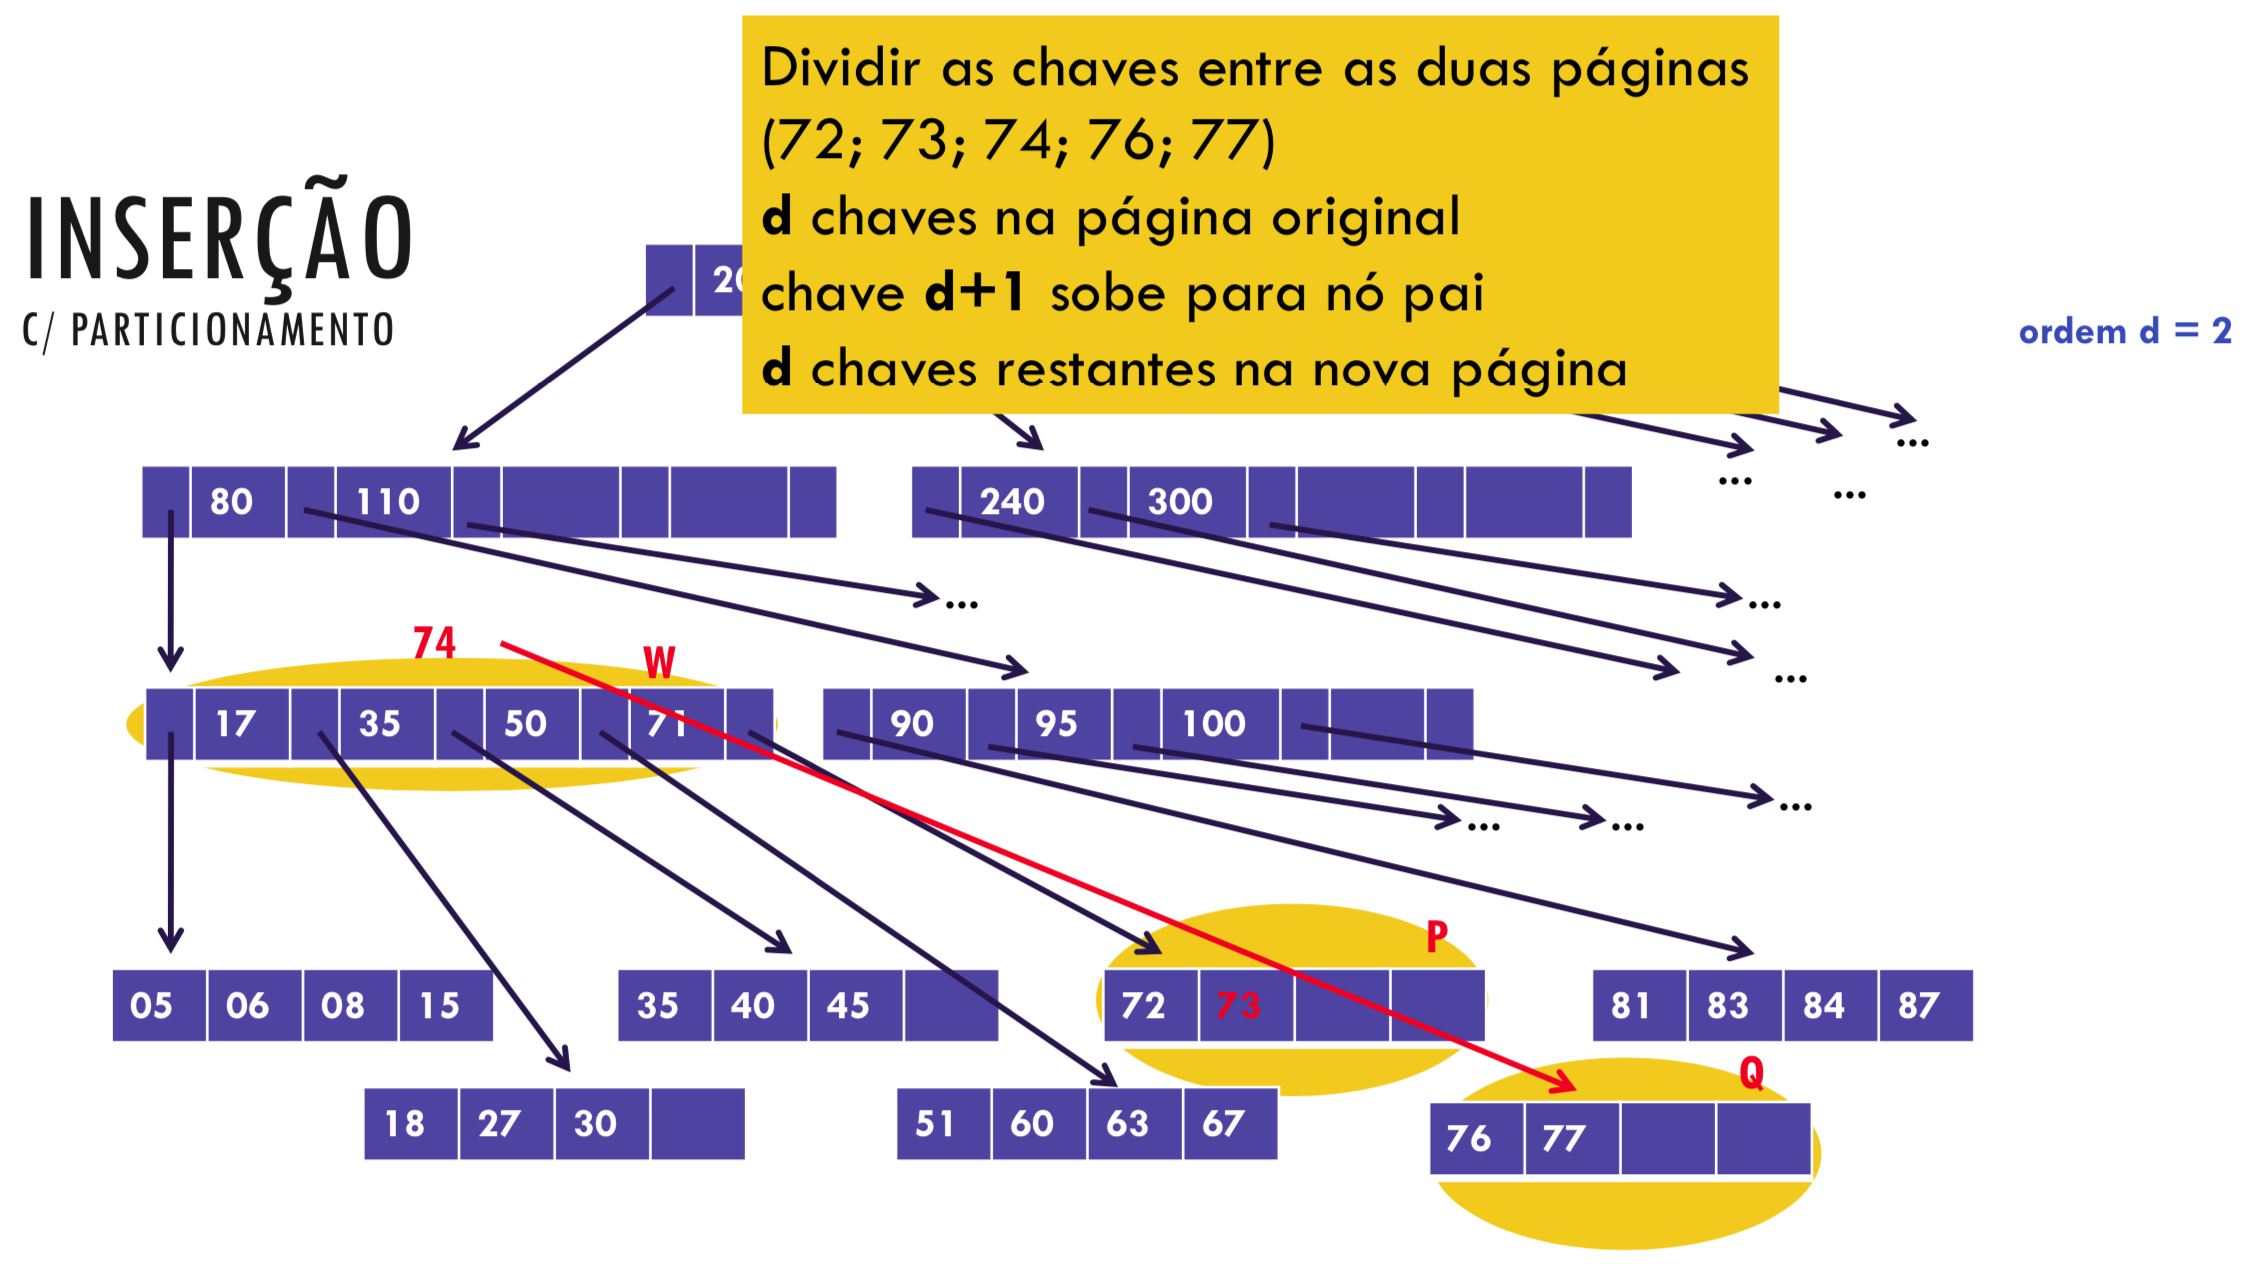 Dividir as chaves entre as duas páginas
(72; 73; 74; 76; 77)
d chaves na página original
chave d+1 sobe para nó pai
d chaves restantes na nova página
INSERÇÃO
C/ PARTICIONAMENTO
ordem d = 2
...
... ...
80 110
240 300
... ...
74 W
...
17 35 50 71
90 95 100
...
... ...
P
05 06 08 15
35 40 45
72 73
81 83 84 87
Q
18 27 30
51 60 63 67
76 77